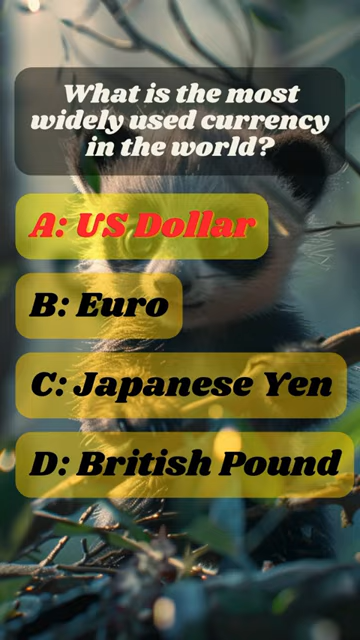 What is the most
widely used currency
in the world?
A: US Dollar
B: Euro
C: Japanese Yen
D: British Pound